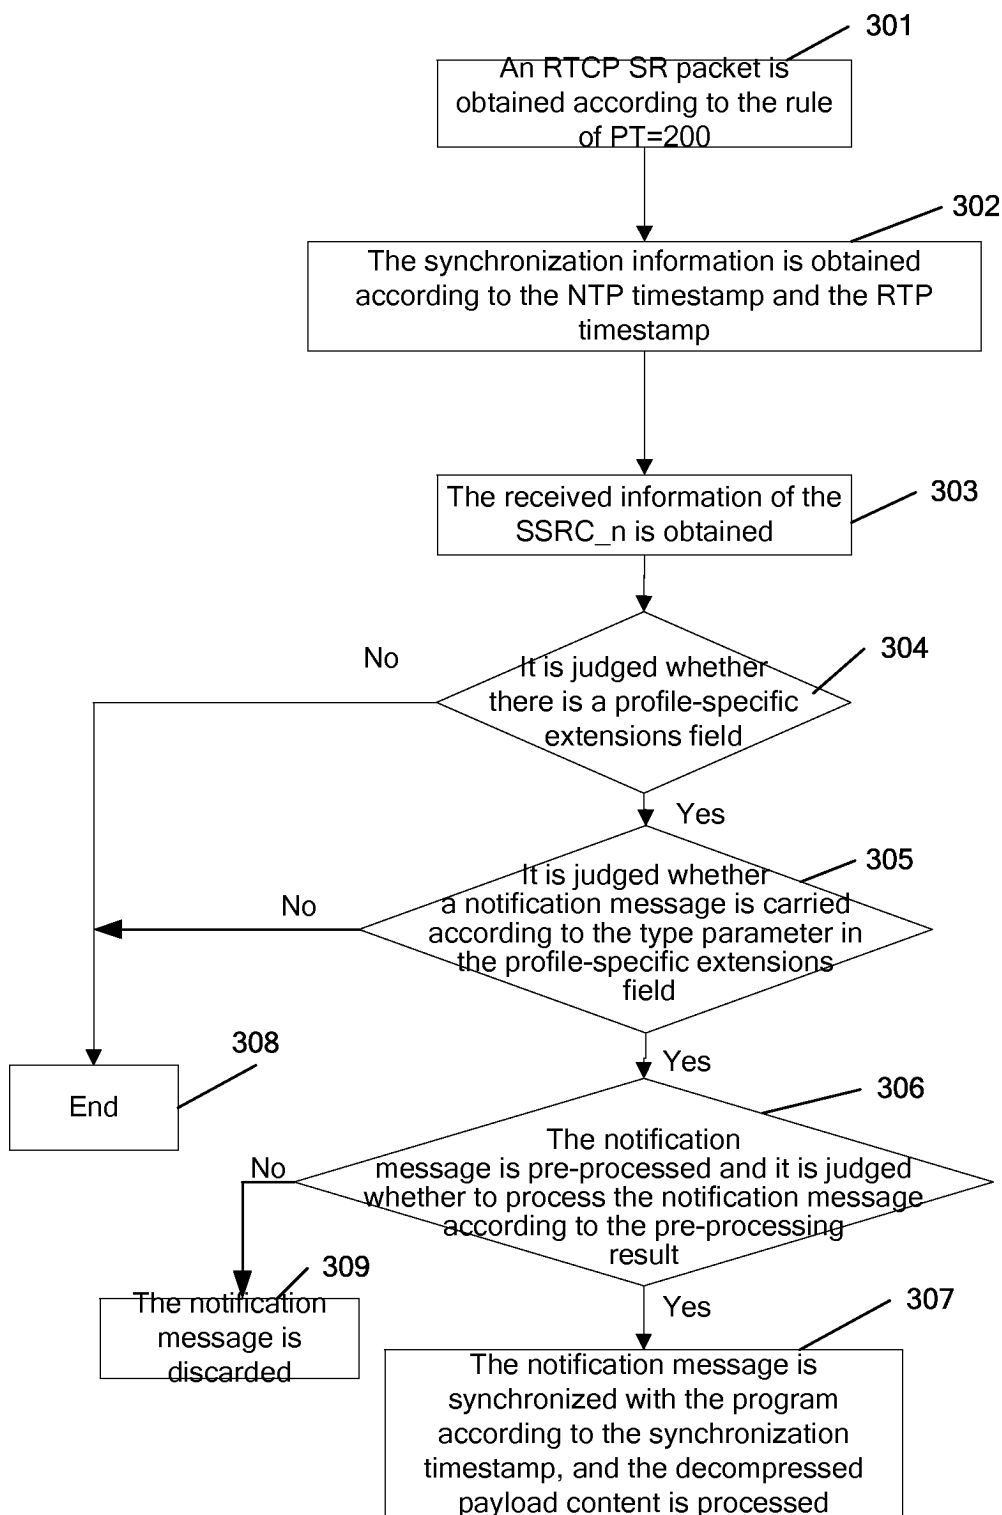 301
An RTCP SR packet is
obtained according to the rule
of PT=200
302
The synchronization information is obtained
according to the NTP timestamp and the RTP
timestamp
303
The received information of the
SSRC_n is obtained
304
No
It is judged whether
there is a profile-specific
extensions field
Yes
305
It is judged whether
No
a notification message is carried
according to the type parameter in
the profile-specific extensions
field
308
Yes
End
306
The notification
No
message is pre-processed and it is judged
whether to process the notification message
according to the pre-processing
result
309
The notification
message is
discarded
Yes
307
The notification message is
synchronized with the program
according to the synchronization
timestamp, and the decompressed
payload content is processed